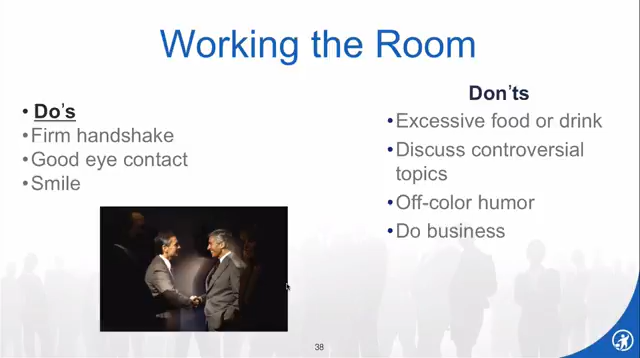 Working the Room
• Do's
•Firm handshake
•Good eye contact
•Smile
Don'ts
•Excessive food or drink
•Discuss controversial
topics
•Off-color humor
•Do business
38